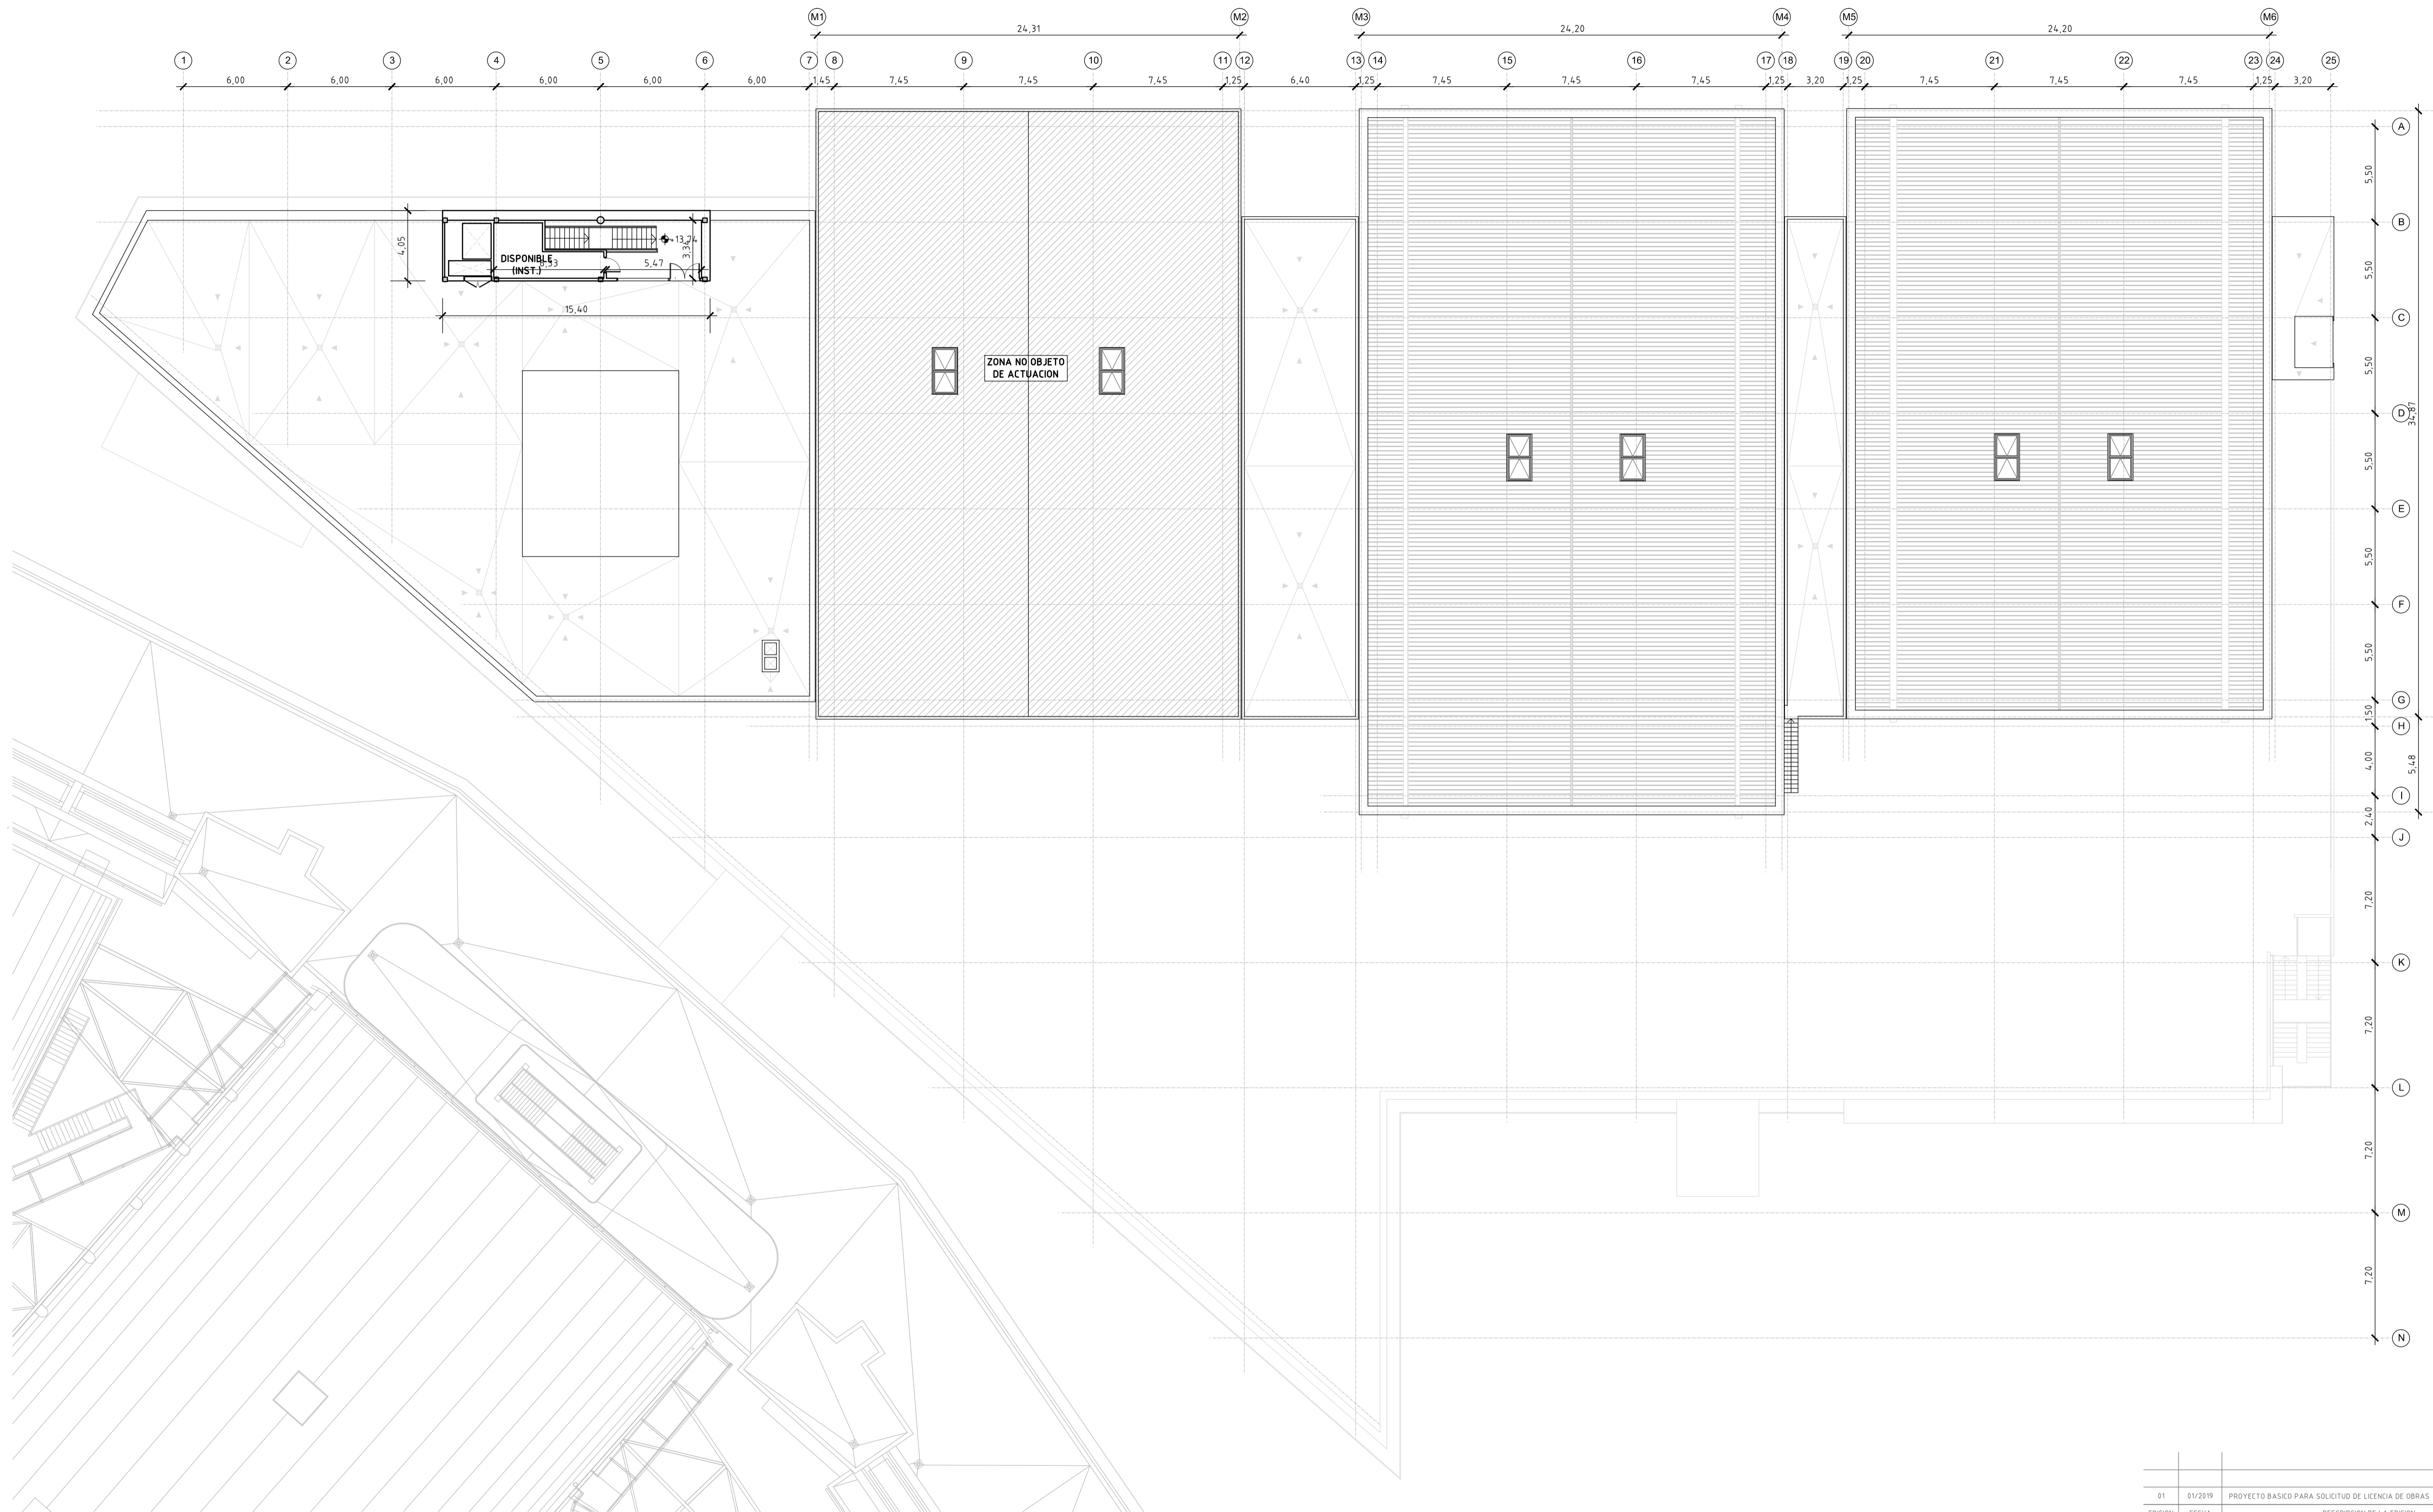 M1 M2 M3 M4 M5 M6
24,31 24,20 24,20
1 2 3 4 5 6 7 8 9 10 11 12 13 14 15 16 17 18 19 20 21 22 23 24 25
6,00 6,00 6,00 6,00 6,00 6,00 1,45 7,45 7,45 7,45 1,25 6,40 1,25 7,45 7,45 7,45 1,25 3,20 1,25 7,45 7,45 7,45 1,25 3,20
A
5,50
B
4,05
+13,74
3,34
DISPONIBLE
(INST.)
5,47
5,50
15,40
C
ZONA NO OBJETO
DE ACTUACION
5,50
D
34,87
5,50
E
5,50
F
5,50
G
1,50
H
4,00
5,48
I
2,40
J
7,20
K
7,20
L
7,20
M
7,20
N
01 01/2019 PROYECTO BASICO PARA SOLICITUD DE LICENCIA DE OBRAS